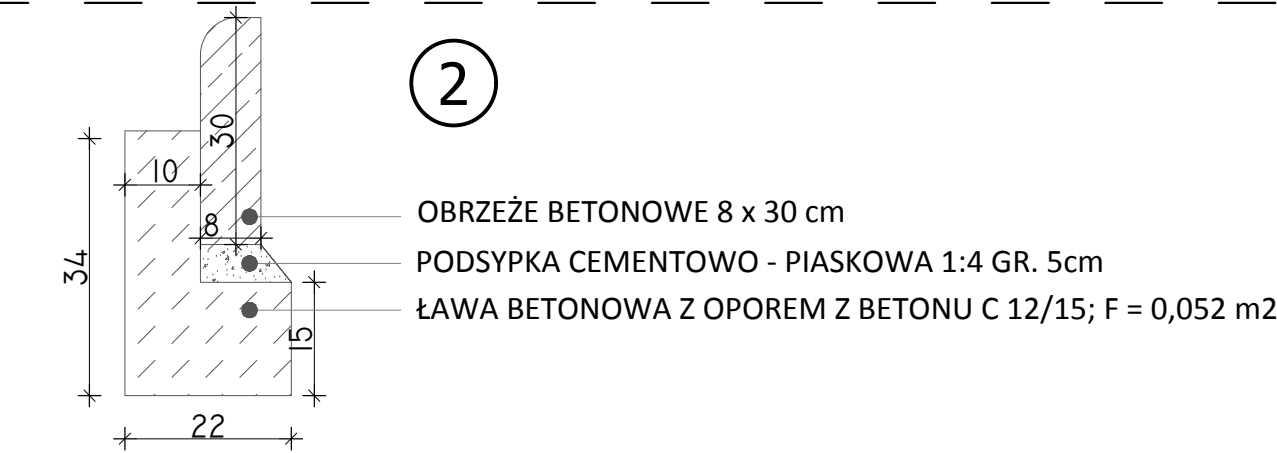 2
30
10
8
34
15
22
OBRZEŻE BETONOWE 8 x 30 cm
PODSYPKA CEMENTOWO - PIASKOWA 1:4 GR. 5cm
ŁAWA BETONOWA Z OPOREM Z BETONU C 12/15; F = 0,052 m2